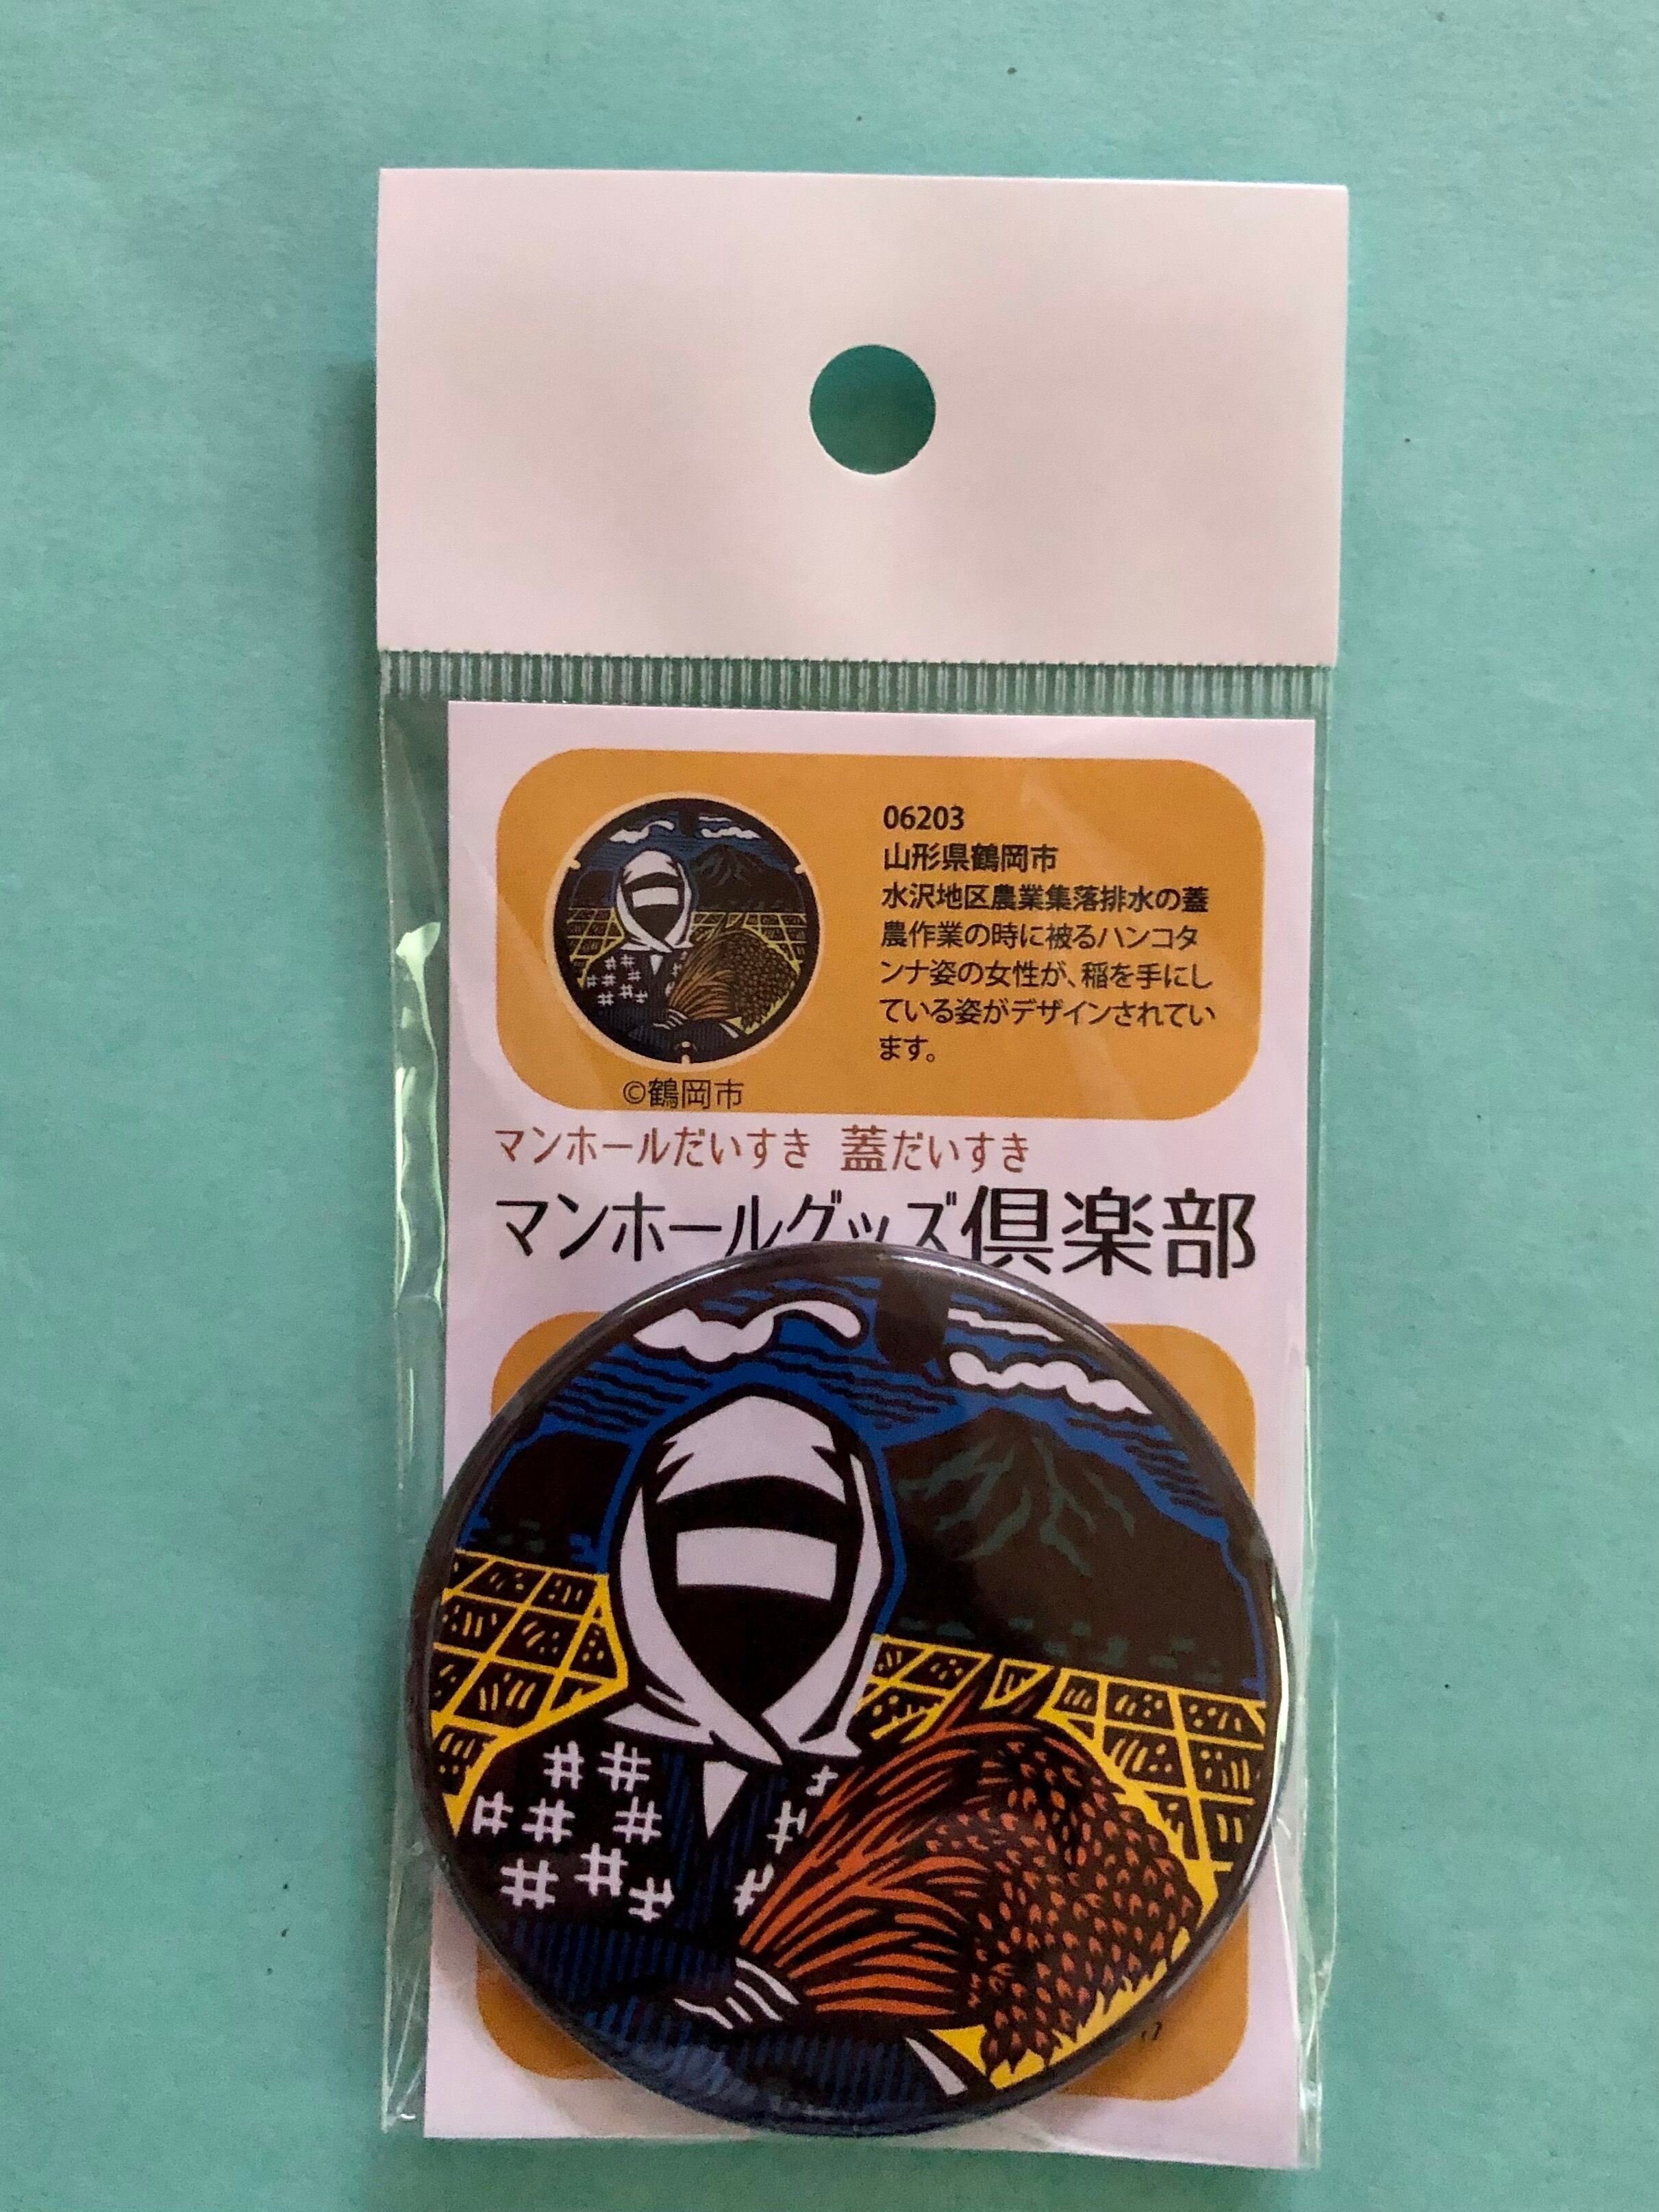 06203
山形県鶴岡市
水沢地区農業集落排水の蓋
農作業の時に被るハンコタ
ンナ姿の女性が、稲を手にし
ている姿がデザインされてい
ます。
©鶴岡市
マンホールだいすき 蓋だいすき
マンホールグッズ倶楽部